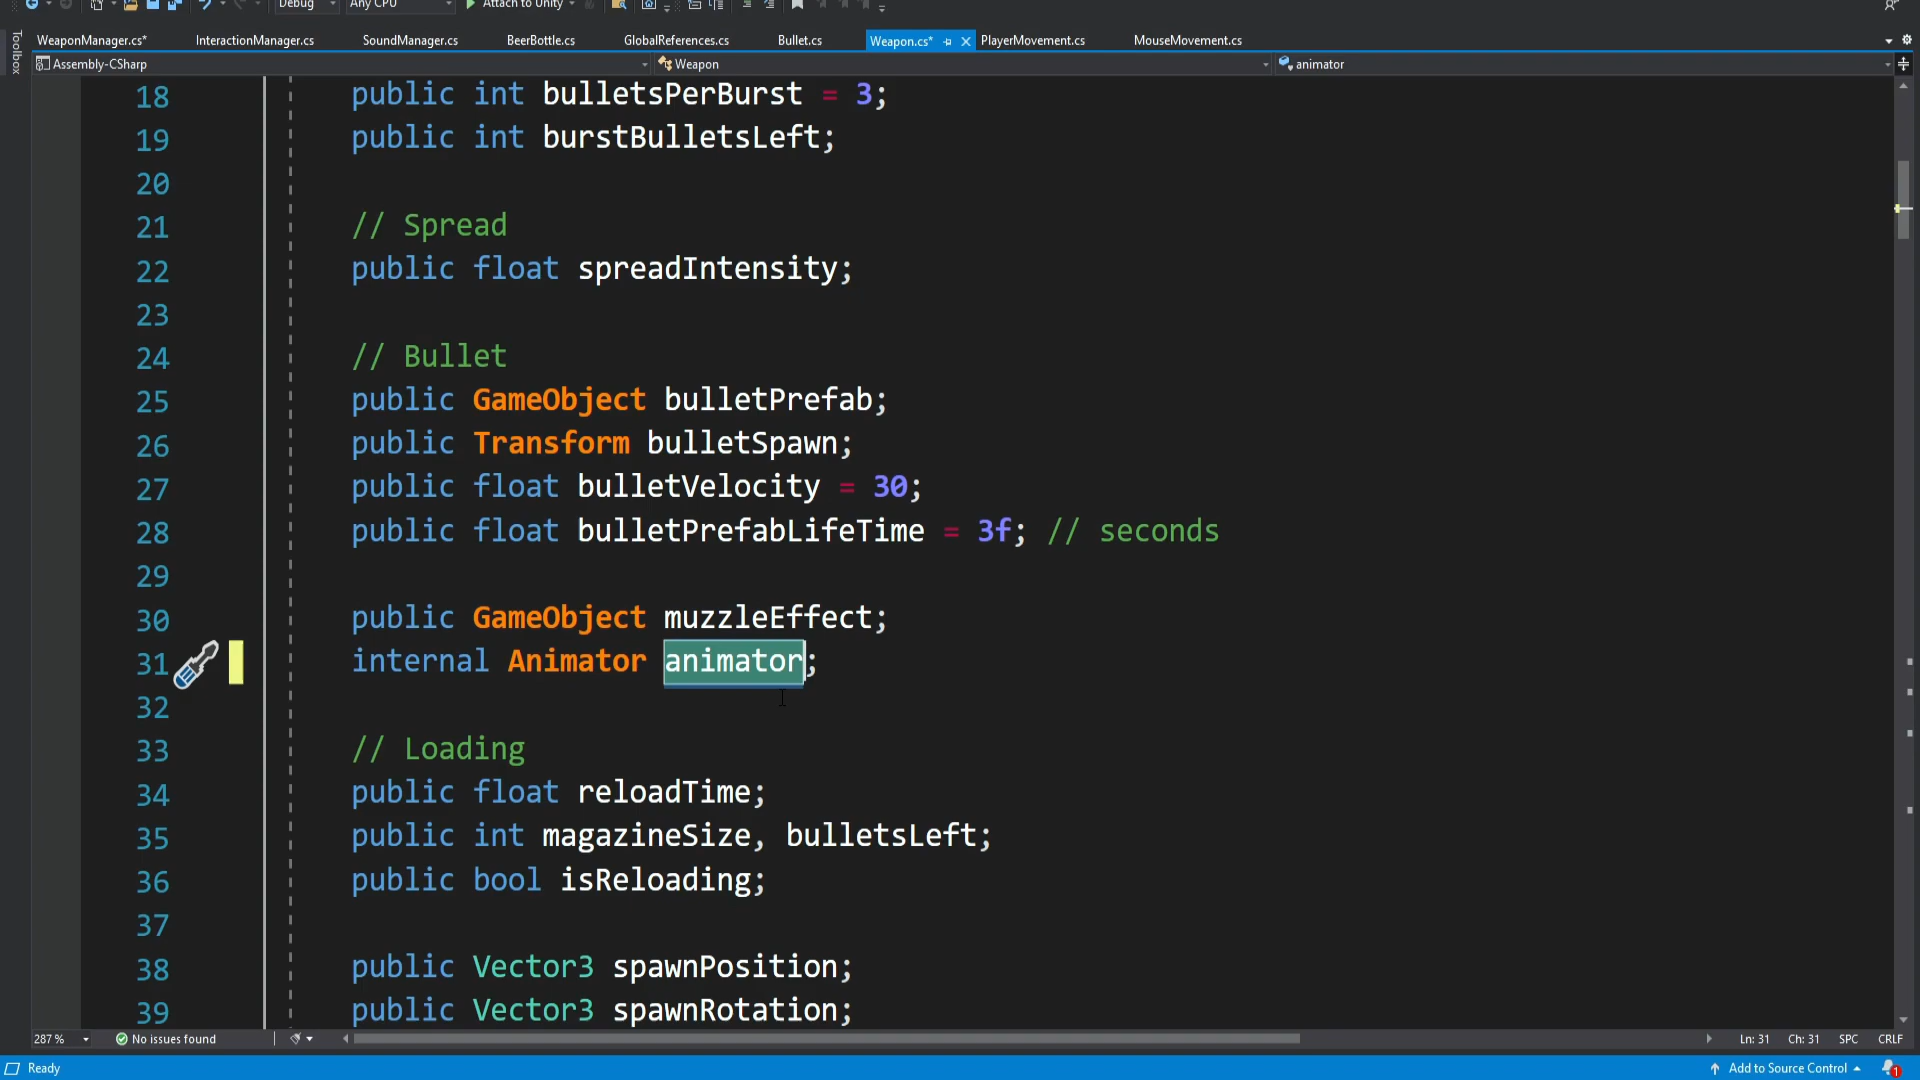 Debug
Any CPU
Attach to Unity
Toolbox
WeaponManager.cs*
InteractionManager.cs
SoundManager.cs
BeerBottle.cs
GlobalReferences.cs
Bullet.cs
Weapon.cs*
PlayerMovement.cs
MouseMovement.cs
Assembly-CSharp
Weapon
animator
18 public int bulletsPerBurst = 3;
19 public int burstBulletsLeft;
20
21 // Spread
22 public float spreadIntensity;
23
24 // Bullet
25 public GameObject bulletPrefab;
26 public Transform bulletSpawn;
27 public float bulletVelocity = 30;
28 public float bulletPrefabLifeTime = 3f; // seconds
29
30 public GameObject muzzleEffect;
31 internal Animator animator;
32
33 // Loading
34 public float reloadTime;
35 public int magazineSize, bulletsLeft;
36 public bool isReloading;
37
38 public Vector3 spawnPosition;
39 public Vector3 spawnRotation;
287 %
No issues found
Ln: 31
Ch: 31
SPC
CRLF
Ready
Add to Source Control
1